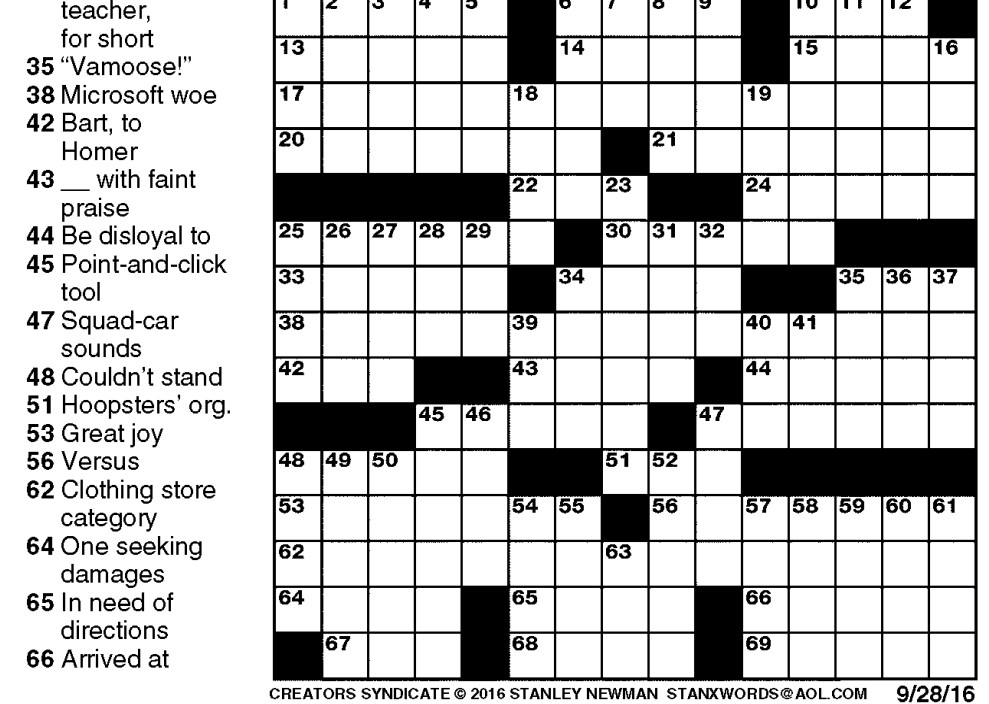 teacher,
for short
35 “Vamoose!”
38 Microsoft woe
42 Bart, to
Homer
43 __ with faint
praise
44 Be disloyal to
45 Point-and-click
tool
47 Squad-car
sounds
48 Couldn’t stand
51 Hoopsters’ org.
53 Great joy
56 Versus
62 Clothing store
category
64 One seeking
damages
65 In need of
directions
66 Arrived at
1 2 3 4 5 6 7 8 9 10 11 12
13 14 15 16
17 18 19
20 21
22 23 24
25 26 27 28 29 30 31 32
33 34 35 36 37
38 39 40 41
42 43 44
45 46 47
48 49 50 51 52
53 54 55 56 57 58 59 60 61
62 63
64 65 66
67 68 69
CREATORS SYNDICATE © 2016 STANLEY NEWMAN STANXWORDS@AOL.COM 9/28/16